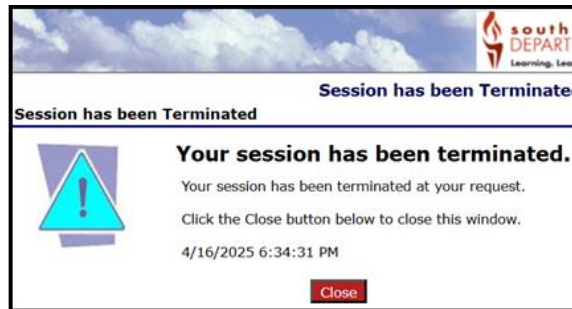 south
DEPART
Learning. Lea
Session has been Terminate
Session has been Terminated
Your session has been terminated.
Your session has been terminated at your request.
Click the Close button below to close this window.
4/16/2025 6:34:31 PM
Close